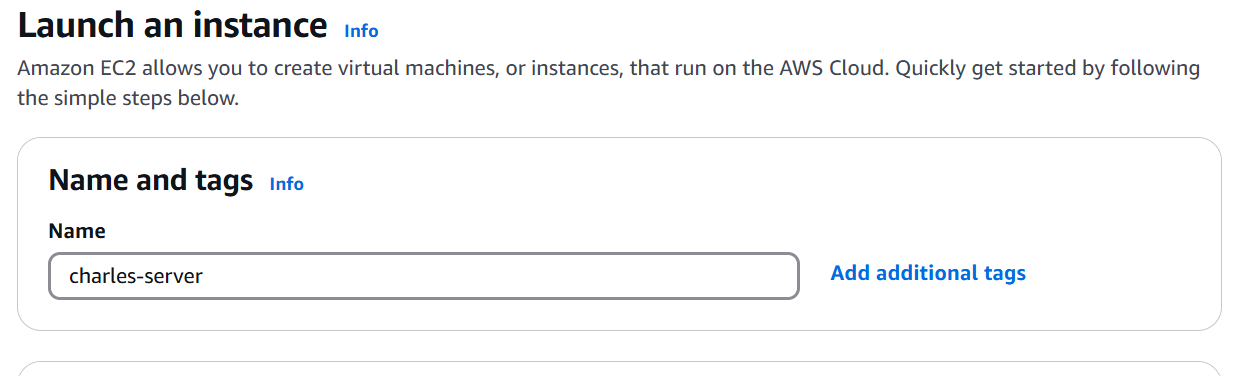 Launch an instance Info
Amazon EC2 allows you to create virtual machines, or instances, that run on the AWS Cloud. Quickly get started by following
the simple steps below.
Name and tags Info
Name
charles-server
Add additional tags